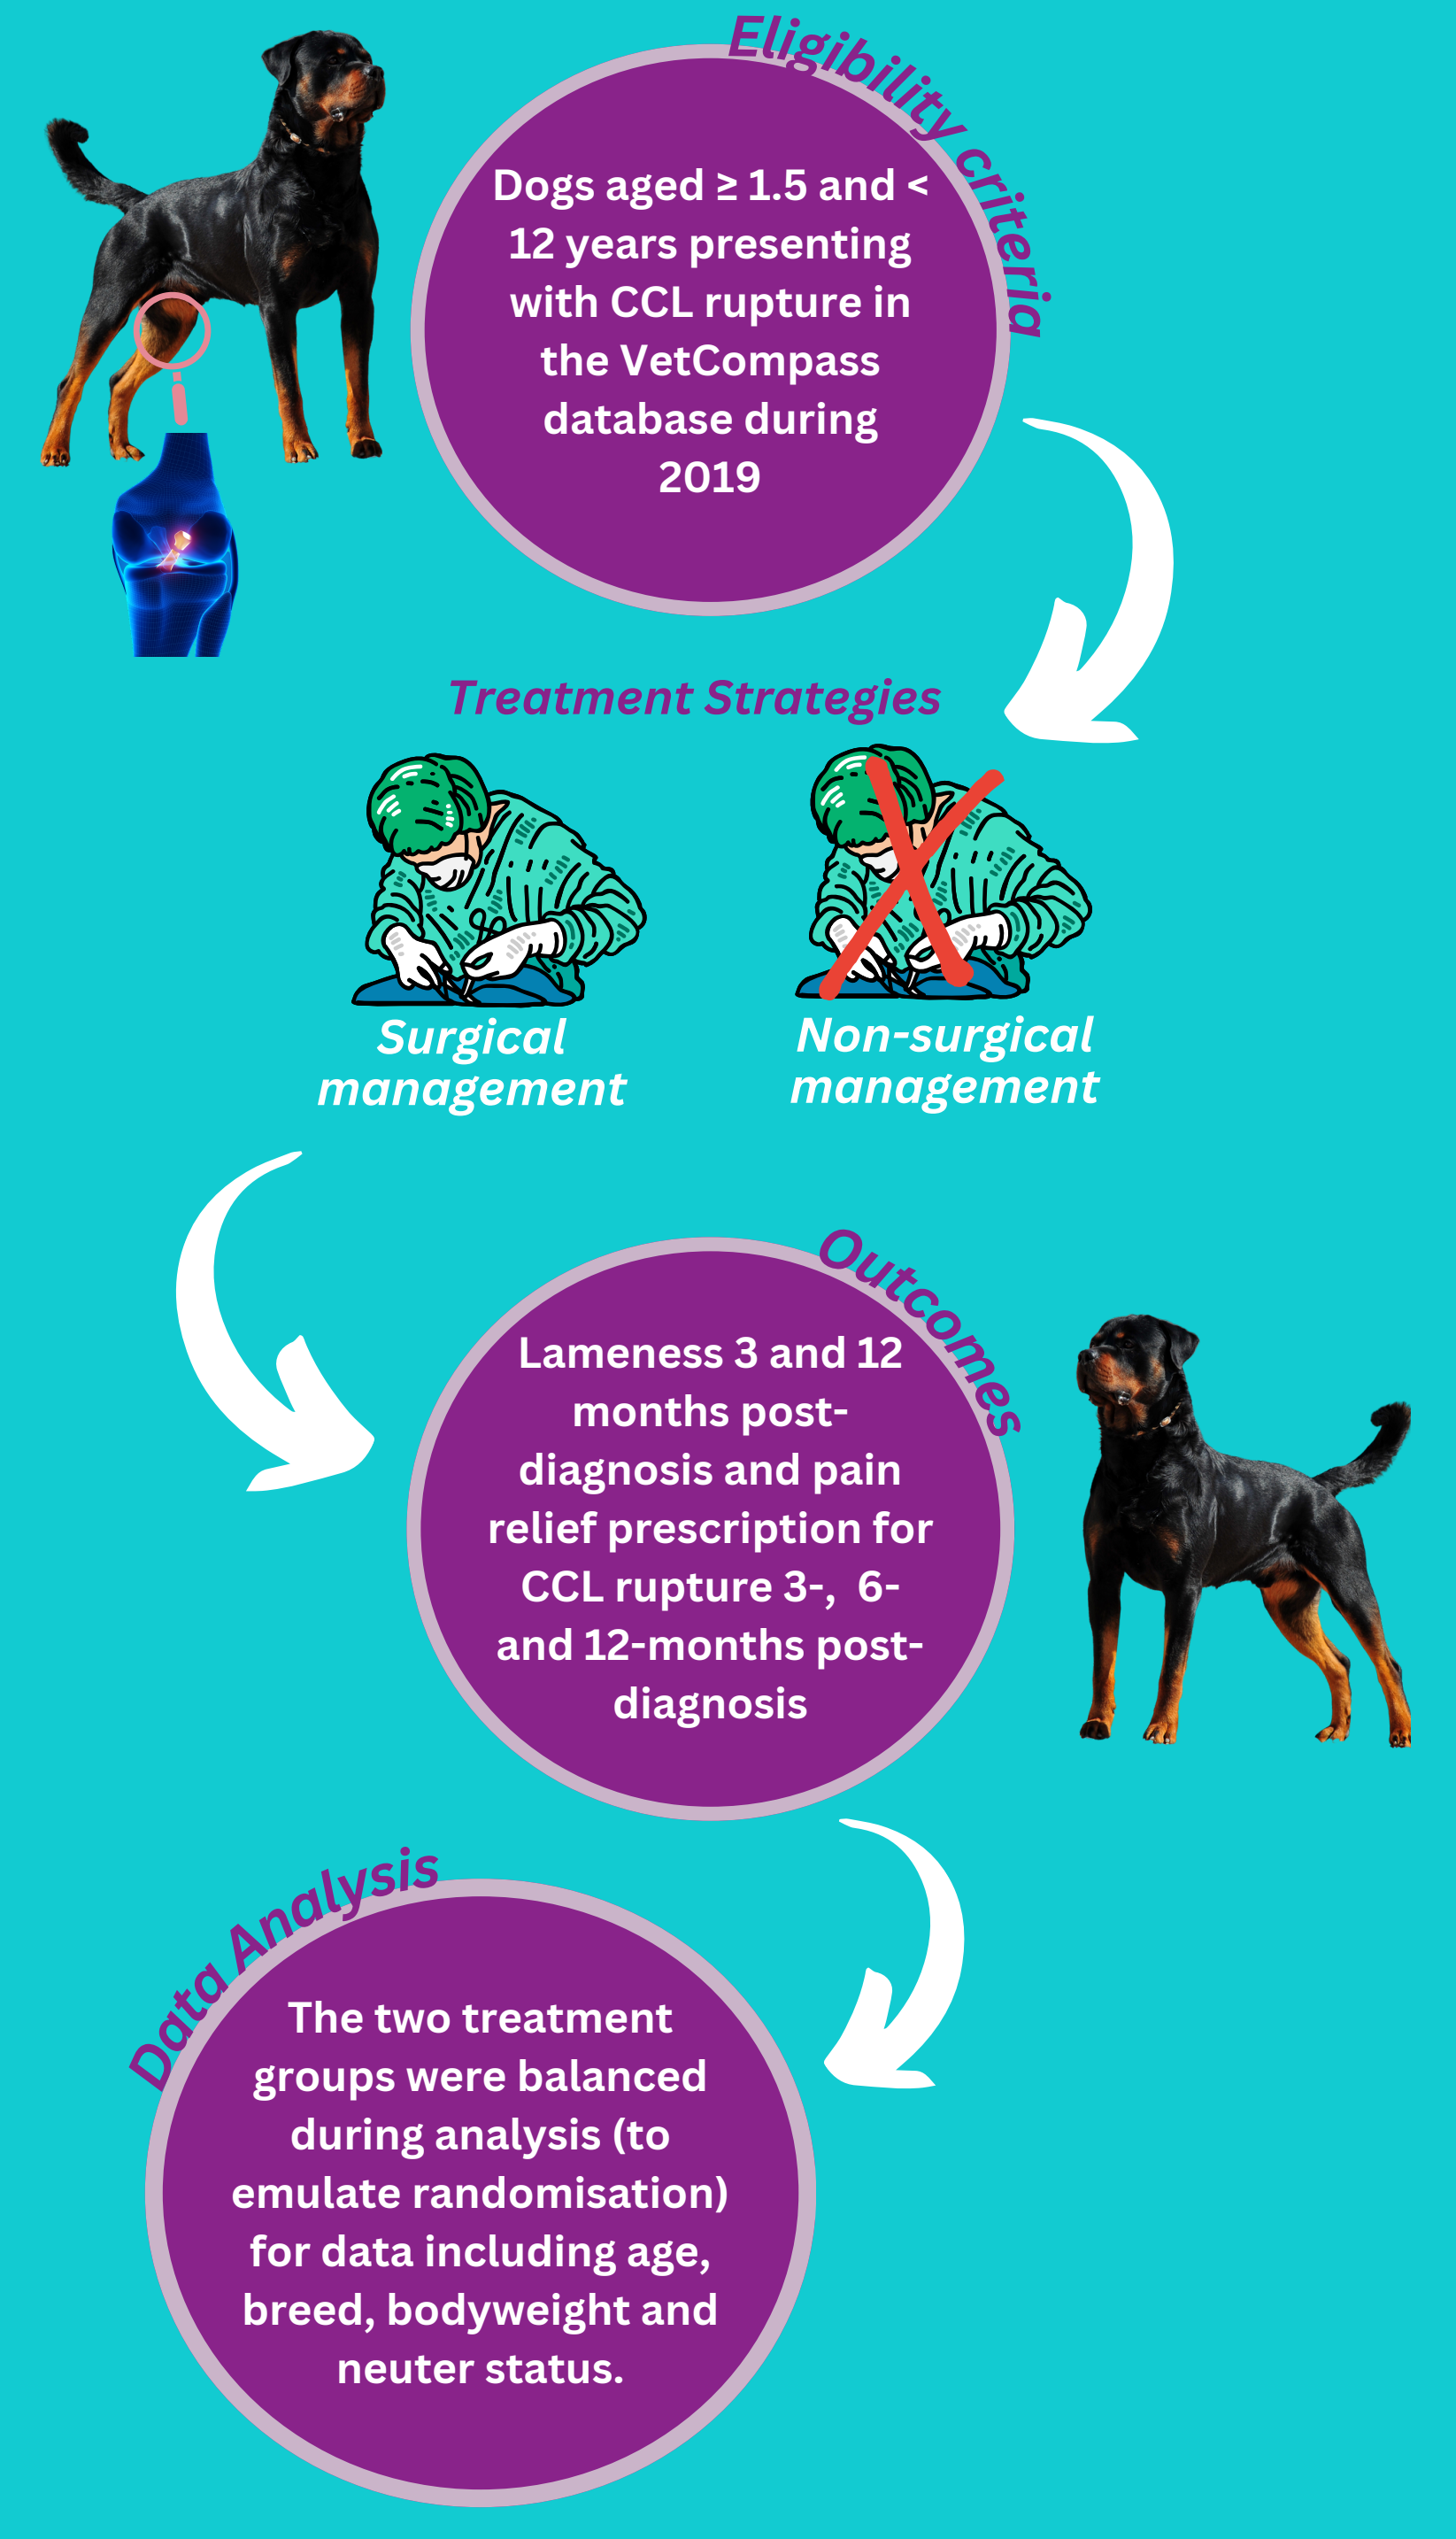 Eligibility criteria
Dogs aged ≥ 1.5 and <
12 years presenting
with CCL rupture in
the VetCompass
database during
2019
Treatment Strategies
Surgical
management
Non-surgical
management
Outcomes
Lameness 3 and 12
months post-
diagnosis and pain
relief prescription for
CCL rupture 3-, 6-
and 12-months post-
diagnosis
Data Analysis
The two treatment
groups were balanced
during analysis (to
emulate randomisation)
for data including age,
breed, bodyweight and
neuter status.